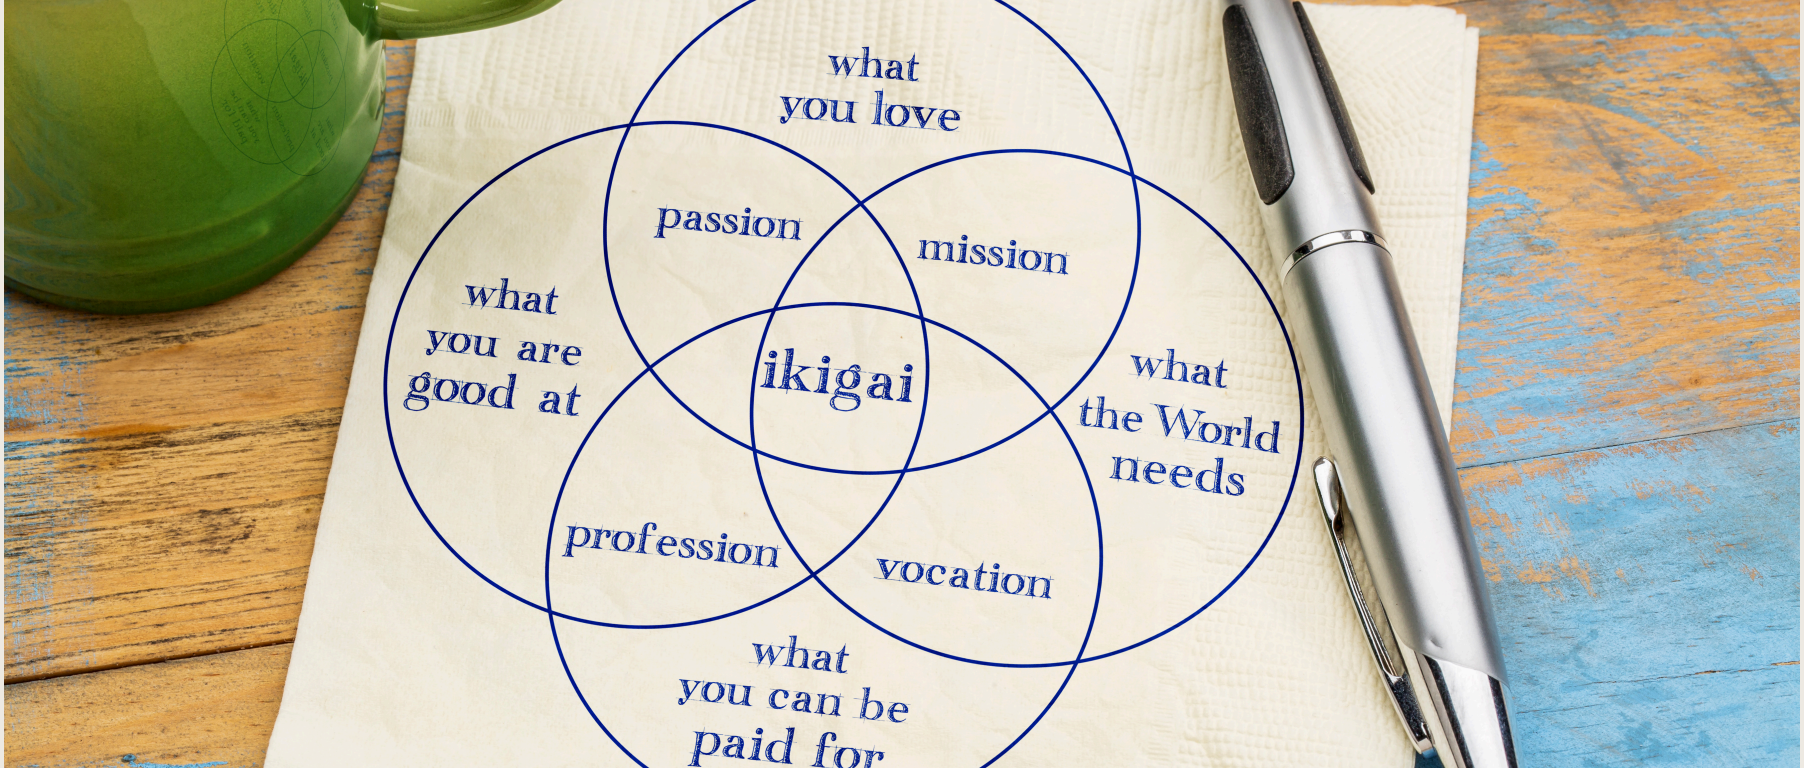 what
you love
passion
mission
what
you are
good at
ikigai
what
the World
needs
profession
vocation
what
you can be
paid for